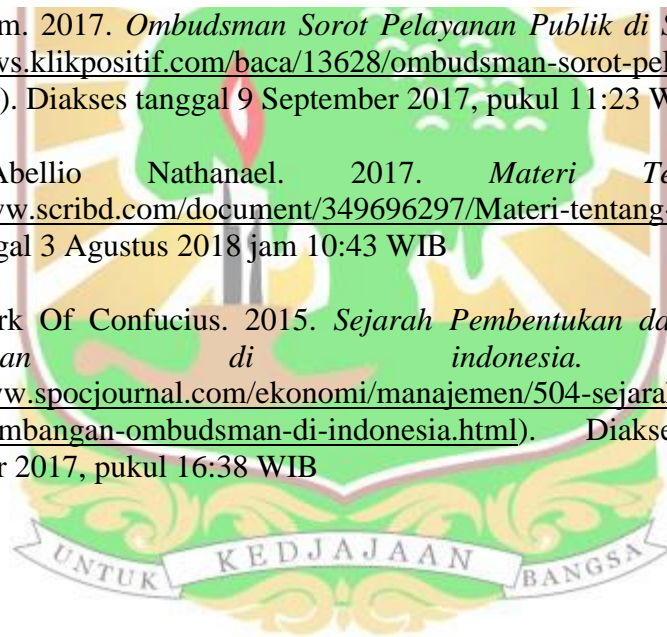 m. 2017. Ombudsman Sorot Pelayanan Publik di S
ws.klikpositif.com/baca/13628/ombudsman-sorot-pel
). Diakses tanggal 9 September 2017, pukul 11:23 W
Abellio Nathanael. 2017. Materi Te
ww.scribd.com/document/349696297/Materi-tentang-
gal 3 Agustus 2018 jam 10:43 WIB
rk Of Confucius. 2015. Sejarah Pembentukan da
an di indonesia.
ww.spocjournal.com/ekonomi/manajemen/504-sejaral
mbangan-ombudsman-di-indonesia.html). Diakse
r 2017, pukul 16:38 WIB
UNTUK KEDJAJAAN BANGSA